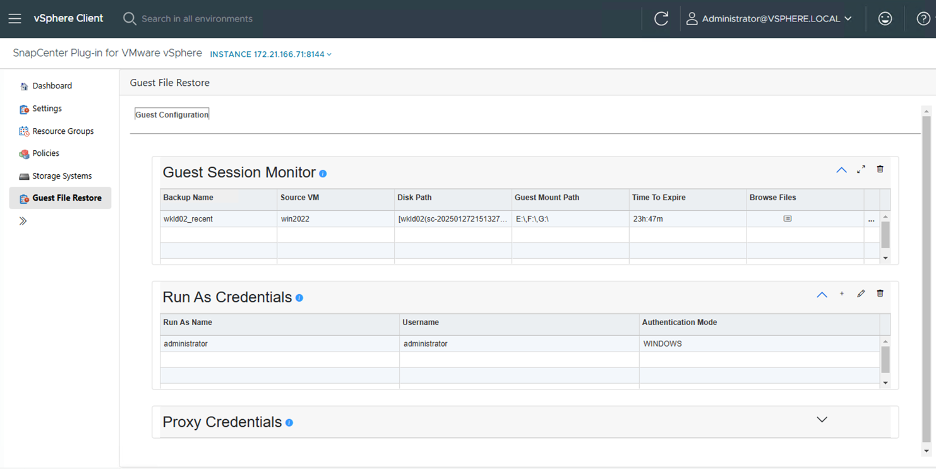 vSphere Client Search in all environments Administrator@VSPHERE.LOCAL
SnapCenter Plug-in for VMware vSphere INSTANCE 172.21.166.71:8144
Dashboard
Settings
Resource Groups
Policies
Storage Systems
Guest File Restore
Guest File Restore
Guest Configuration
Guest Session Monitor
Backup Name Source VM Disk Path Guest Mount Path Time To Expire Browse Files
wkld02_recent win2022 [wkld02(sc-202501272151327... E:\,F:\,G:\ 23h:47m ...
Run As Credentials
Run As Name Username Authentication Mode
administrator administrator WINDOWS
Proxy Credentials